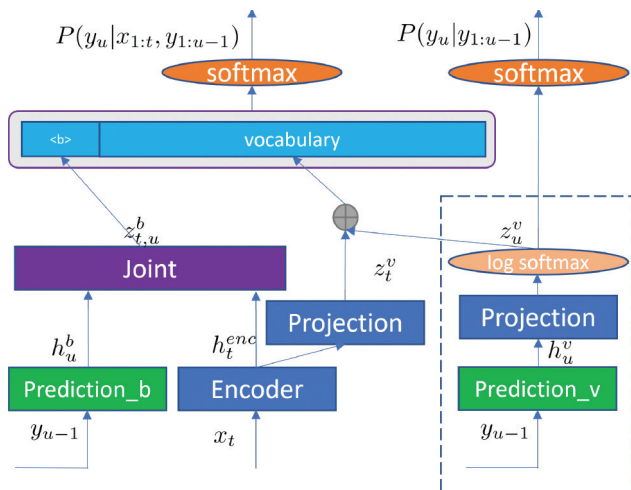 P(y_u|x_{1:t}, y_{1:u-1}) P(y_u|y_{1:u-1})
softmax softmax
<b> vocabulary
z^b_{t,u} z^v_u
Joint z^v_t log softmax
Projection Projection
h^b_u h^{enc}_t h^v_u
Prediction_b Encoder Prediction_v
y_{u-1} x_t y_{u-1}